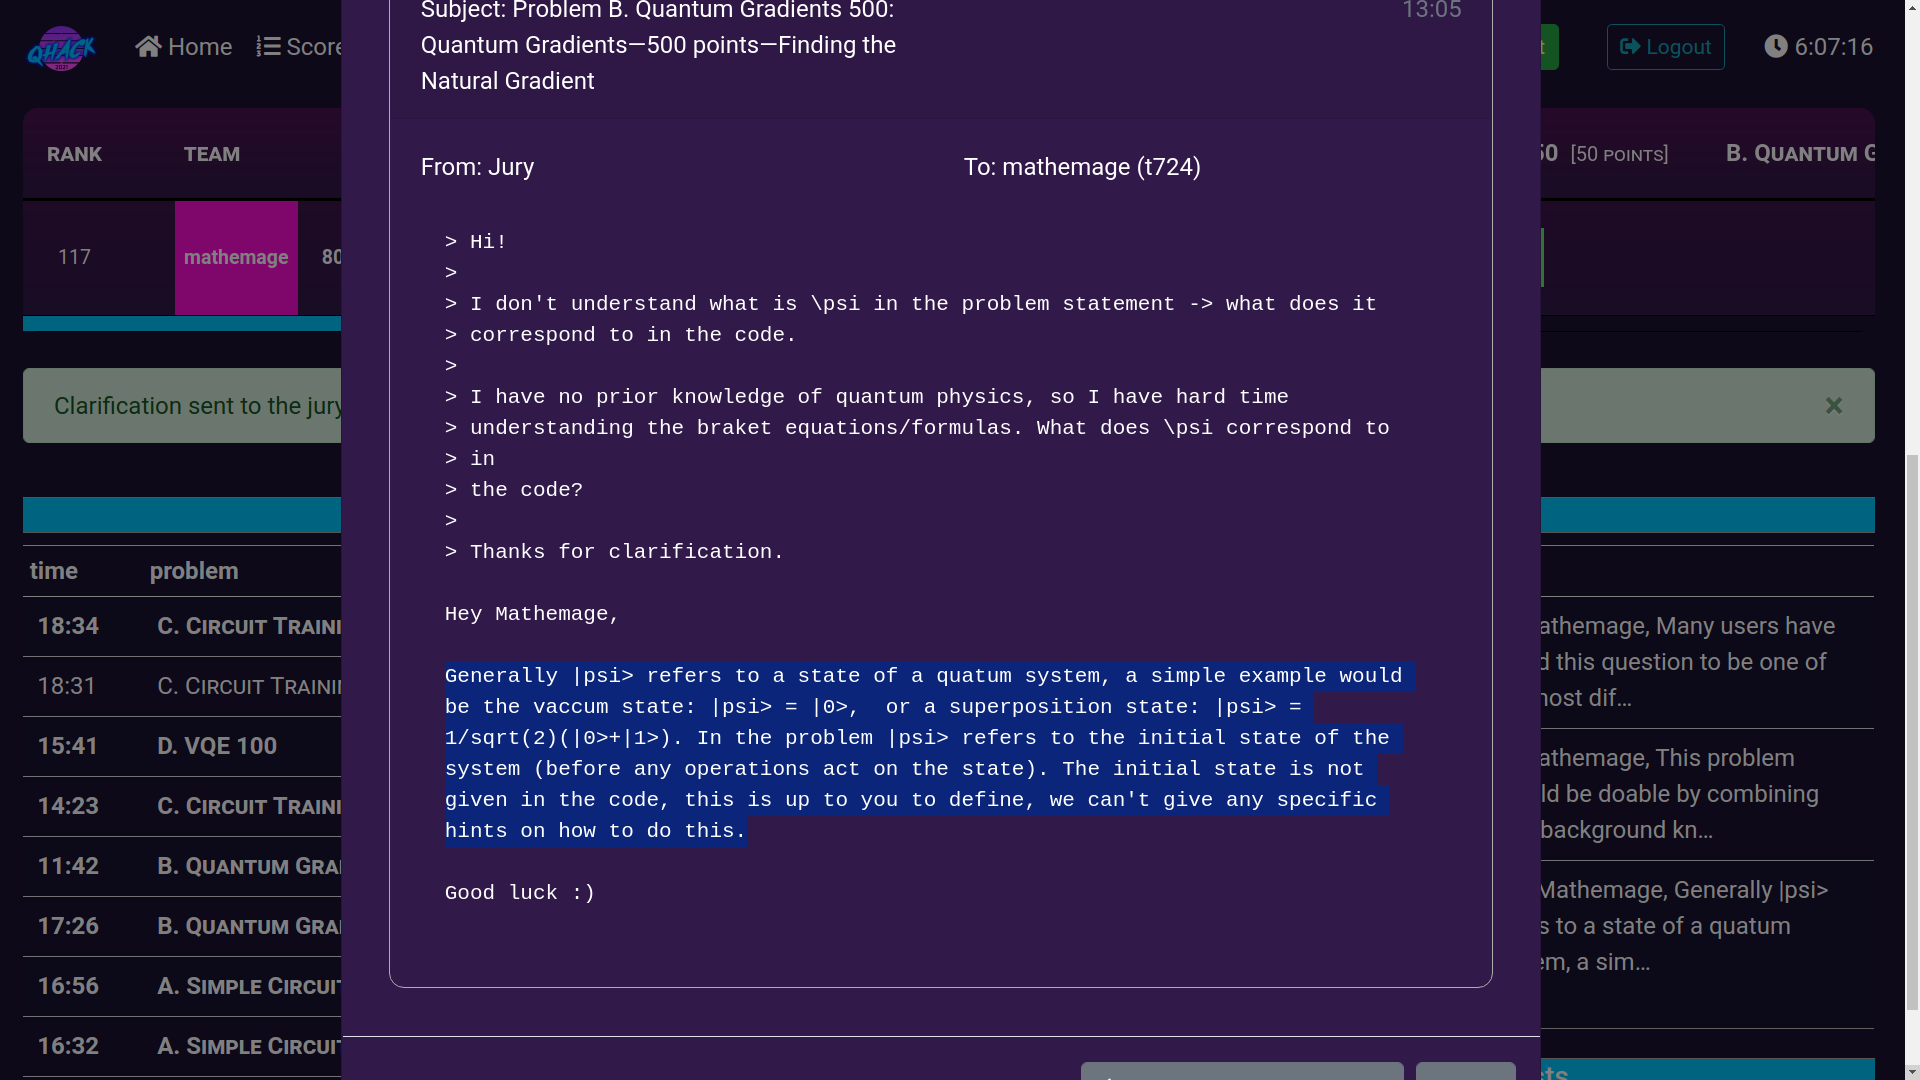 Subject: Problem B. Quantum Gradients 500:
Quantum Gradients—500 points—Finding the
Natural Gradient
13:05
QHACK
2021
Home
Score
Logout
6:07:16
RANK
TEAM
[50 POINTS]
B. QUANTUM G
117
mathemage
80
Clarification sent to the jury
×
From: Jury
To: mathemage (t724)
> Hi!
>
> I don't understand what is \psi in the problem statement -> what does it
> correspond to in the code.
>
> I have no prior knowledge of quantum physics, so I have hard time
> understanding the braket equations/formulas. What does \psi correspond to
> in
> the code?
>
> Thanks for clarification.
Hey Mathemage,
Generally |psi> refers to a state of a quatum system, a simple example would
be the vaccum state: |psi> = |0>,  or a superposition state: |psi> =
1/sqrt(2)(|0>+|1>). In the problem |psi> refers to the initial state of the
system (before any operations act on the state). The initial state is not
given in the code, this is up to you to define, we can't give any specific
hints on how to do this.
Good luck :)
time
problem
18:34
C. CIRCUIT TRAINI
18:31
C. CIRCUIT TRAINI
15:41
D. VQE 100
14:23
C. CIRCUIT TRAINI
11:42
B. QUANTUM GRA
17:26
B. QUANTUM GRA
16:56
A. SIMPLE CIRCUI
16:32
A. SIMPLE CIRCUI
athemage, Many users have
d this question to be one of
nost dif...
athemage, This problem
ld be doable by combining
background kn...
Mathemage, Generally |psi>
s to a state of a quatum
em, a sim...